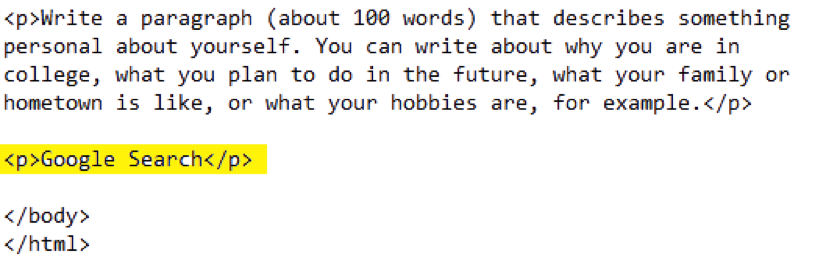 <p>Write a paragraph (about 100 words) that describes something
personal about yourself. You can write about why you are in
college, what you plan to do in the future, what your family or
hometown is like, or what your hobbies are, for example.</p>
<p>Google Search</p>
</body>
</html>